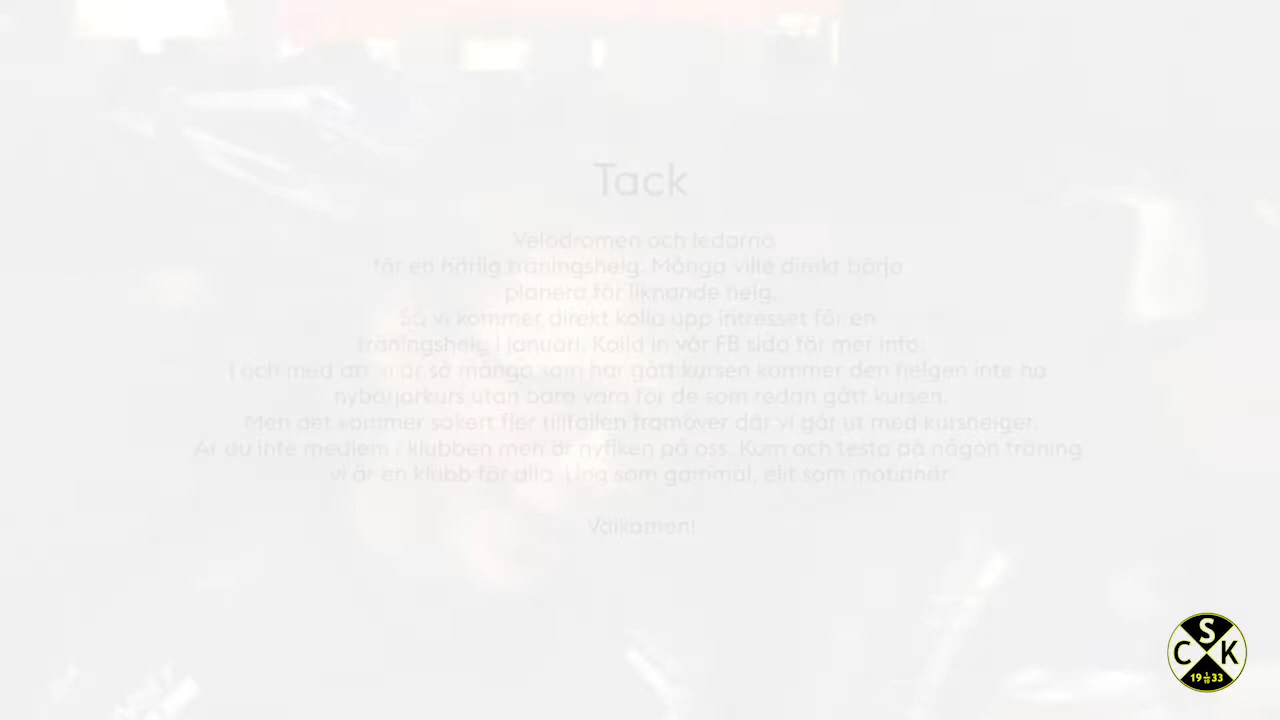 Tack
Velodromen och ledarna
för en härlig träningshelg. Många ville direkt börja
planera för liknande helg.
Så vi kommer direkt kolla upp intresset för en
träningshelg i januari. Kolla in vår FB sida för mer info.
I och med att vi är så många som har gått kursen kommer den helgen inte ha
nybörjarkurs utan bara vara för de som redan gått kursen.
Men det kommer säkert fler tillfällen framöver där vi går ut med kurshelger.
Är du inte medlem i klubben men är nyfiken på oss. Kom och testa på någon träning
vi är en klubb för alla. Ung som gammal, elit som motionär.
Välkomen!
S
C K
19 1/10 33